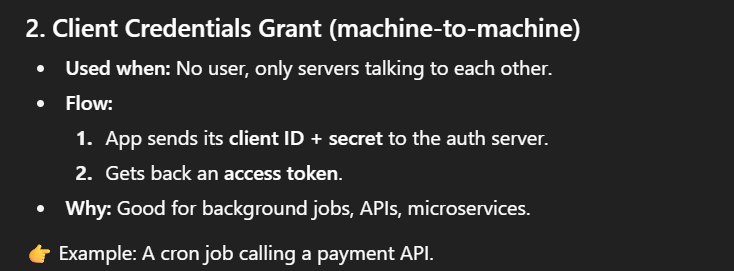 2. Client Credentials Grant (machine-to-machine)
• Used when: No user, only servers talking to each other.
• Flow:
1. App sends its client ID + secret to the auth server.
2. Gets back an access token.
• Why: Good for background jobs, APIs, microservices.
👉 Example: A cron job calling a payment API.